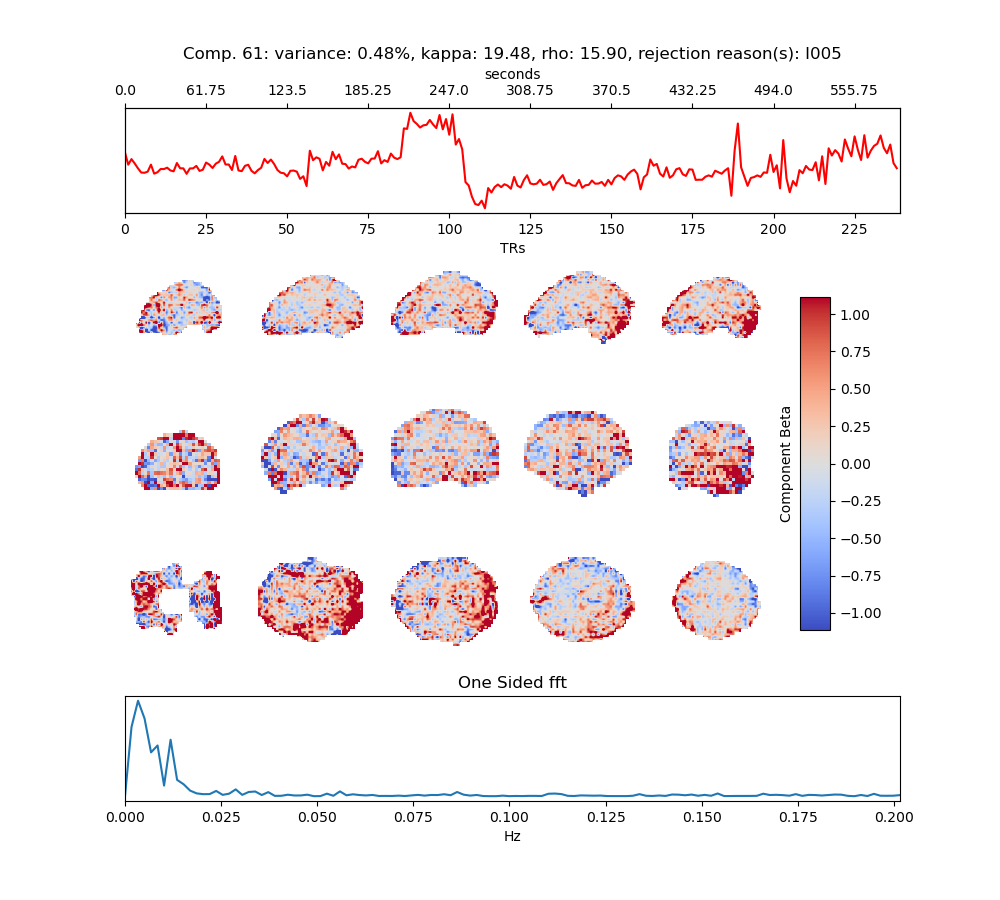 Comp. 61: variance: 0.48%, kappa: 19.48, rho: 15.90, rejection reason(s): I005
seconds
0.0 61.75 123.5 185.25 247.0 308.75 370.5 432.25 494.0 555.75
0 25 50 75 100 125 150 175 200 225
TRs
1.00
0.75
0.50
0.25
0.00
−0.25
−0.50
−0.75
−1.00
Component Beta
One Sided fft
0.000 0.025 0.050 0.075 0.100 0.125 0.150 0.175 0.200
Hz